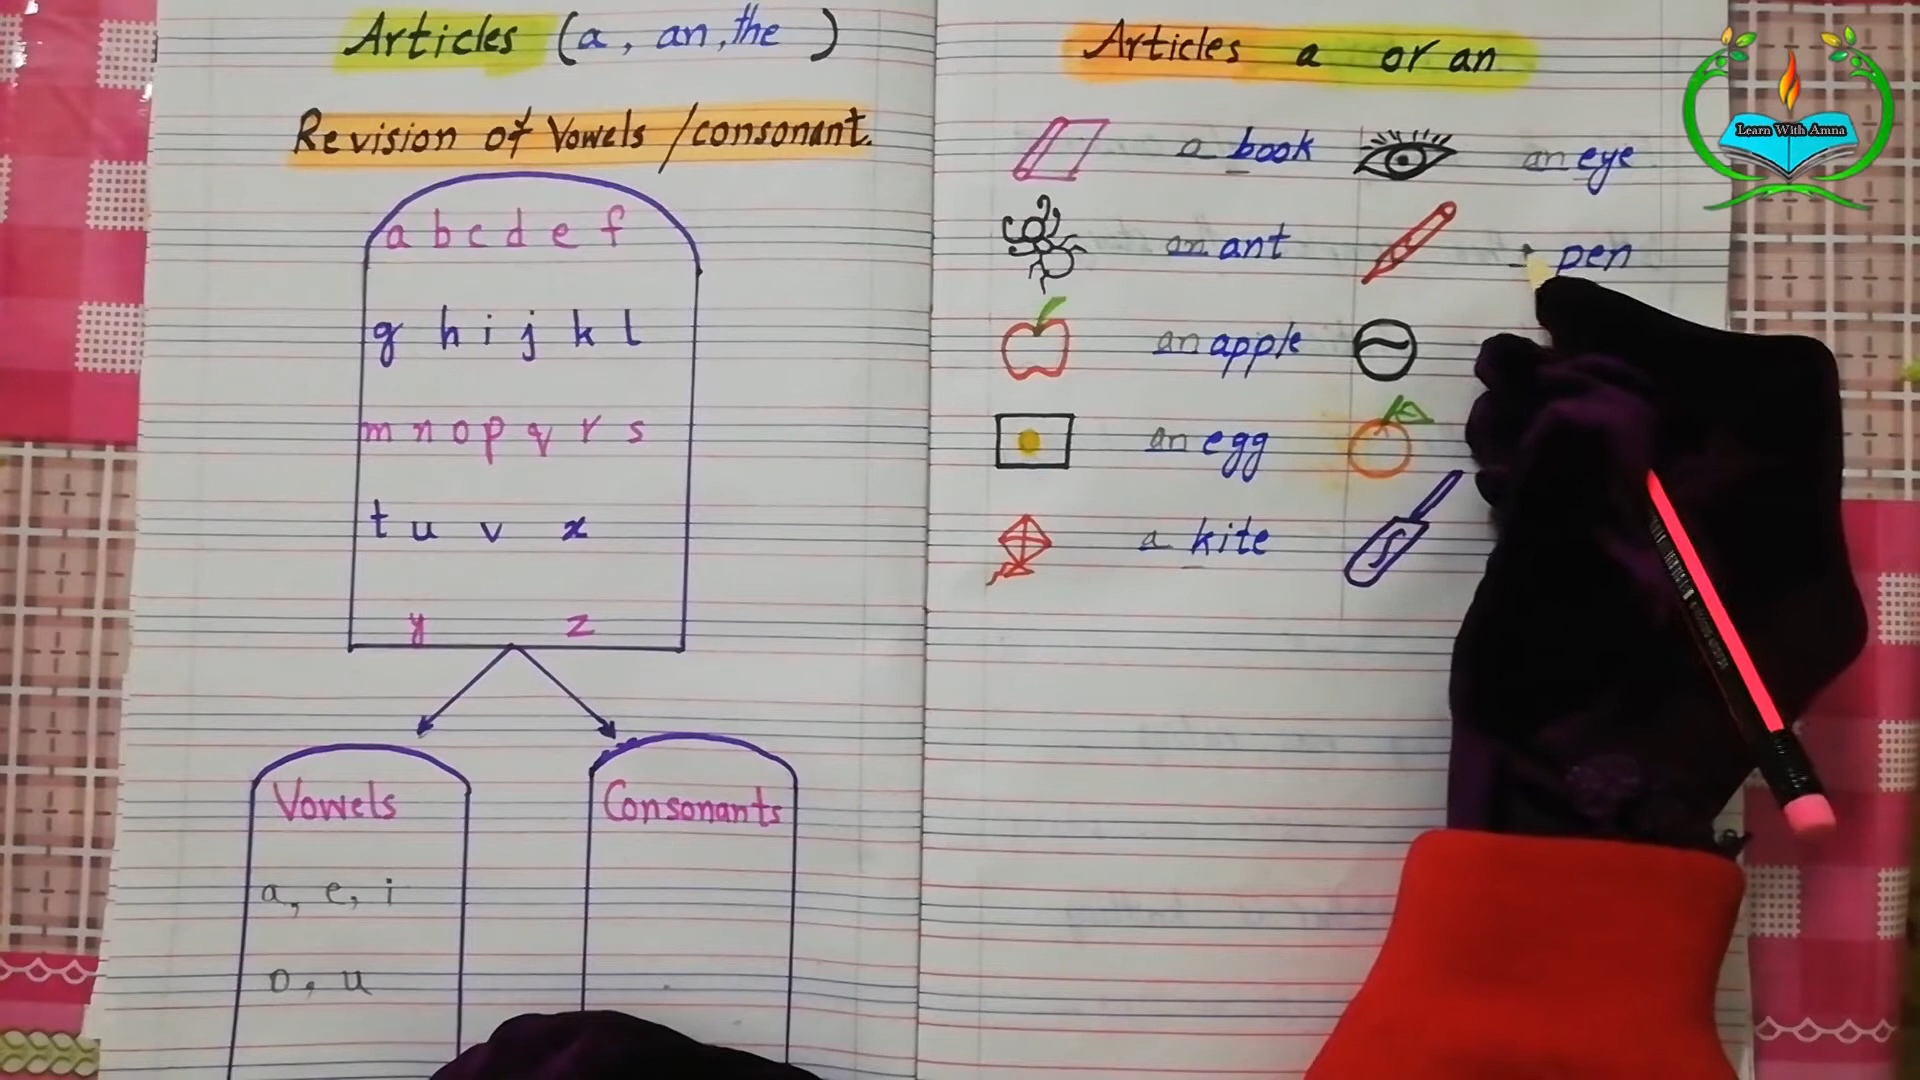 Articles (a, an, the)
Revision of Vowels / consonant.
a b c d e f
g h i j k l
m n o p q r s
t u v x
y z
Vowels
a, e, i
o, u
Consonants
Articles a or an
a book
an eye
an ant
pen
an apple
an egg
a kite
Learn With Amna